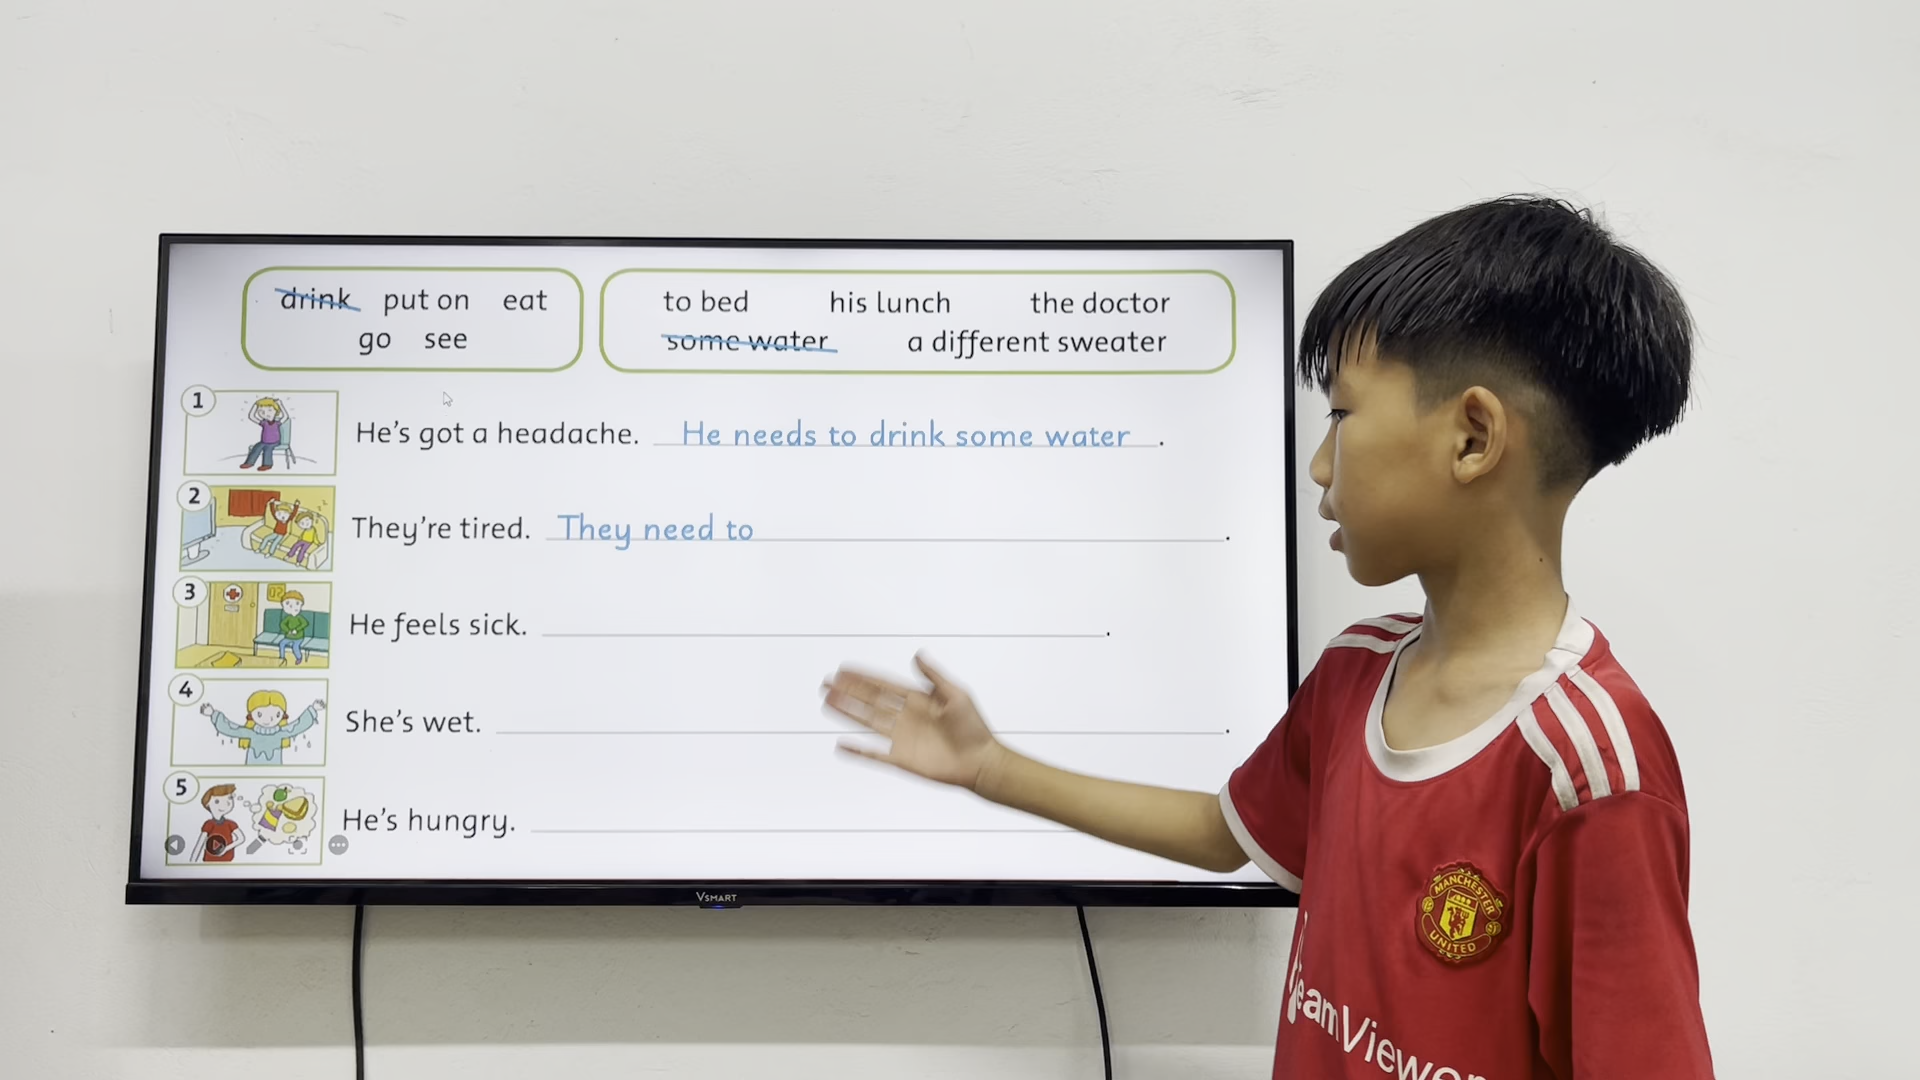 drink put on eat
go see
to bed his lunch the doctor
some water a different sweater
1 He's got a headache. He needs to drink some water.
2 They're tired. They need to .
3 He feels sick. .
4 She's wet. .
5 He's hungry.
VSMART
MANCHESTER
UNITED
TeamViewer